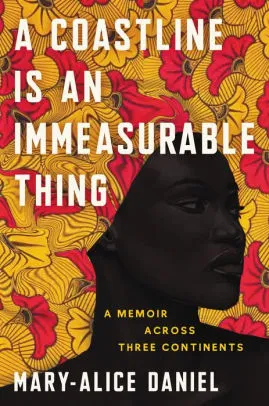 A COASTLINE
IS AN
IMMEASURABLE
THING
A MEMOIR
ACROSS
THREE CONTINENTS
MARY-ALICE DANIEL